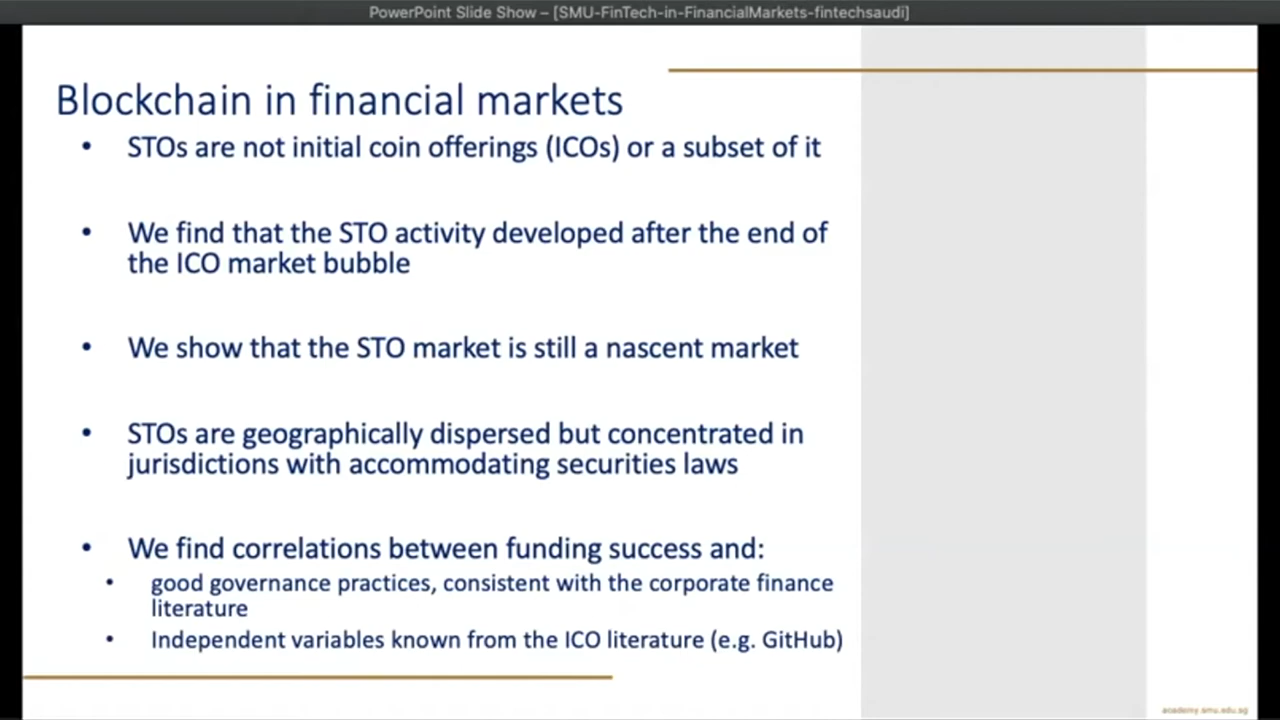 PowerPoint Slide Show – [SMU-FinTech-in-FinancialMarkets-fintechsaudi]
Blockchain in financial markets
• STOs are not initial coin offerings (ICOs) or a subset of it
• We find that the STO activity developed after the end of
the ICO market bubble
• We show that the STO market is still a nascent market
• STOs are geographically dispersed but concentrated in
jurisdictions with accommodating securities laws
• We find correlations between funding success and:
• good governance practices, consistent with the corporate finance
literature
• Independent variables known from the ICO literature (e.g. GitHub)
academy.smu.edu.sg